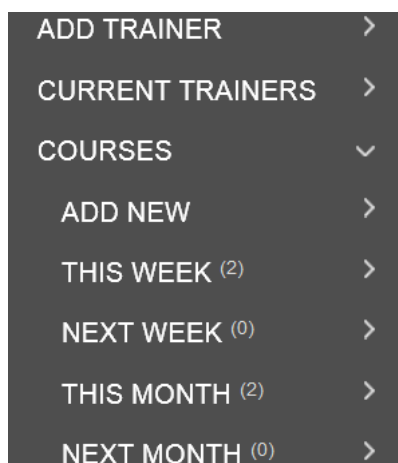 ADD TRAINER
CURRENT TRAINERS
COURSES
ADD NEW
THIS WEEK (2)
NEXT WEEK (0)
THIS MONTH (2)
NEXT MONTH (0)